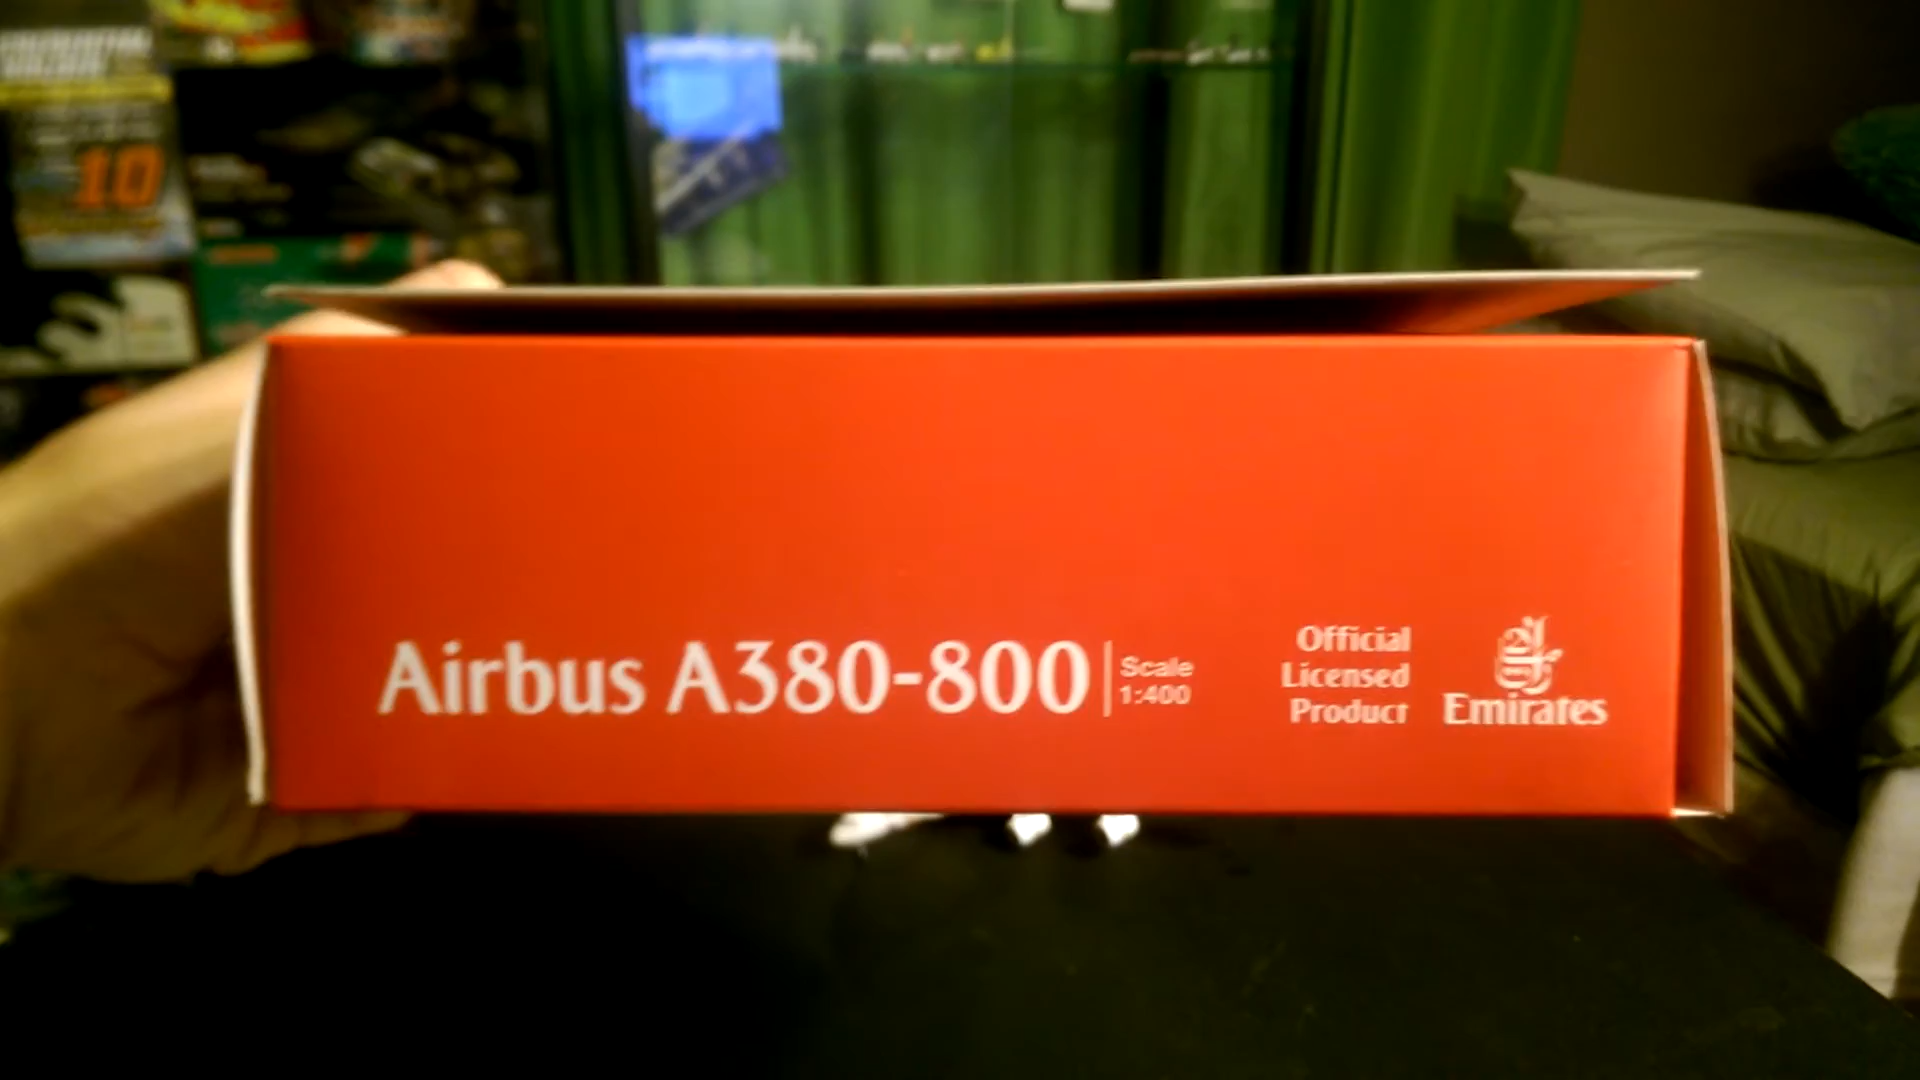 10
Airbus A380-800
Scale
1:400
Official
Licensed
Product
Emirates